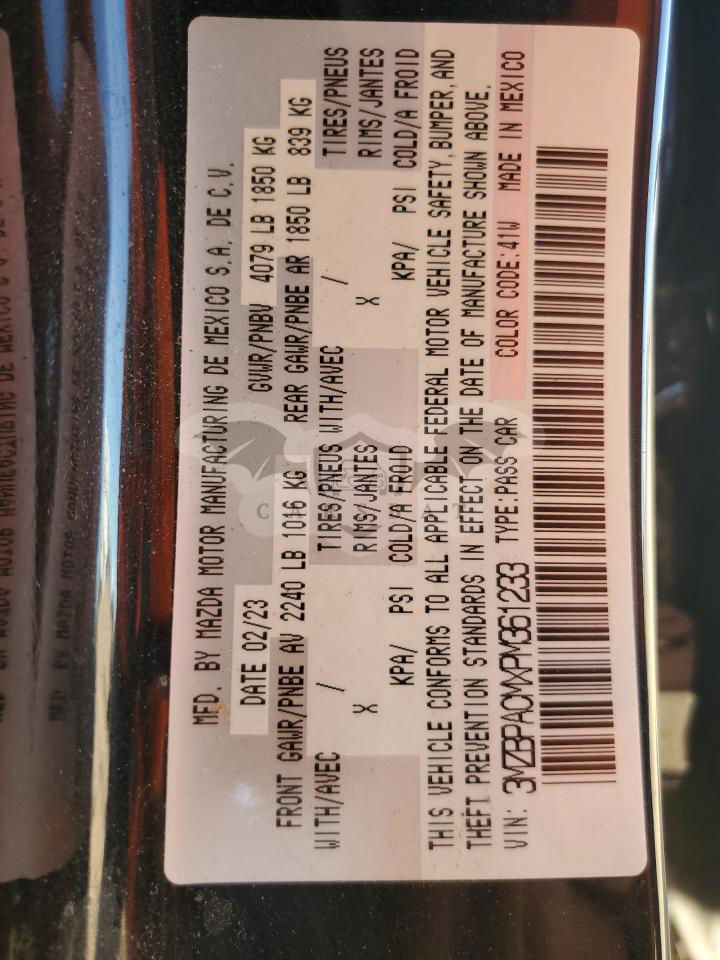 MFD. BY MAZDA MOTOR MANUFACTURING DE MEXICO S.A. DE C.V.
DATE 02/23 GVWR/PNBV 4079 LB 1850 KG
FRONT GAWR/PNBE AV 2240 LB 1016 KG REAR GAWR/PNBE AR 1850 LB 839 KG
WITH/AVEC / TIRES/PNEUS WITH/AVEC / TIRES/PNEUS
X RIMS/JANTES X RIMS/JANTES
KPA/ PSI COLD/A FROID KPA/ PSI COLD/A FROID
THIS VEHICLE CONFORMS TO ALL APPLICABLE FEDERAL MOTOR VEHICLE SAFETY, BUMPER, AND
THEFT PREVENTION STANDARDS IN EFFECT ON THE DATE OF MANUFACTURE SHOWN ABOVE.
VIN: 3MZBPACMXPM361233 TYPE:PASS CAR COLOR CODE:41W MADE IN MEXICO